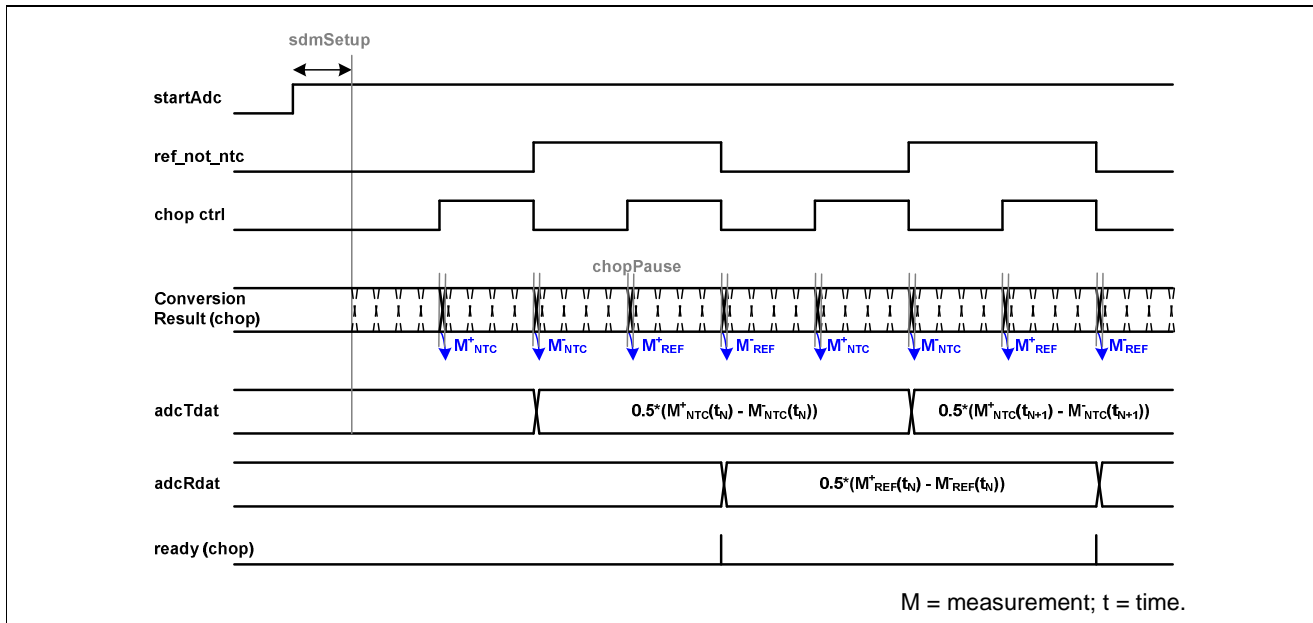 sdmSetup
startAdc
ref_not_ntc
chop ctrl
chopPause
Conversion
Result (chop)
M⁺NTC M⁻NTC M⁺REF M⁻REF M⁺NTC M⁻NTC M⁺REF M⁻REF
adcTdat 0.5*(M⁺NTC(tN) - M⁻NTC(tN)) 0.5*(M⁺NTC(tN+1) - M⁻NTC(tN+1))
adcRdat 0.5*(M⁺REF(tN) - M⁻REF(tN))
ready (chop)
M = measurement; t = time.